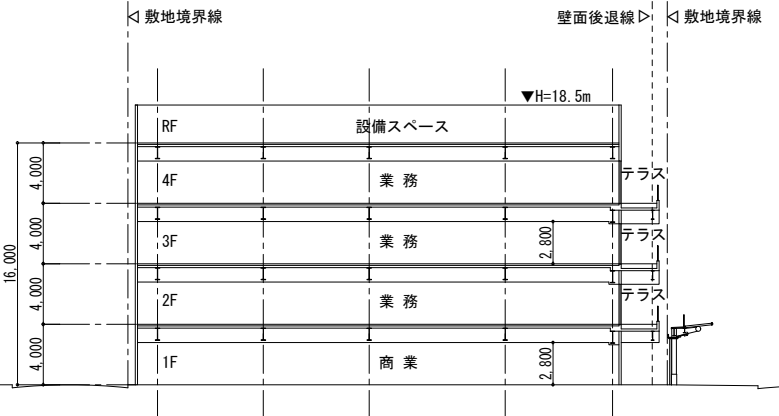 敷地境界線
壁面後退線
敷地境界線
▼H=18.5m
RF 設備スペース
4F 業 務
テラス
3F 業 務
テラス
2F 業 務
テラス
1F 商 業
4,000
4,000
4,000
4,000
16,000
2,800
2,800